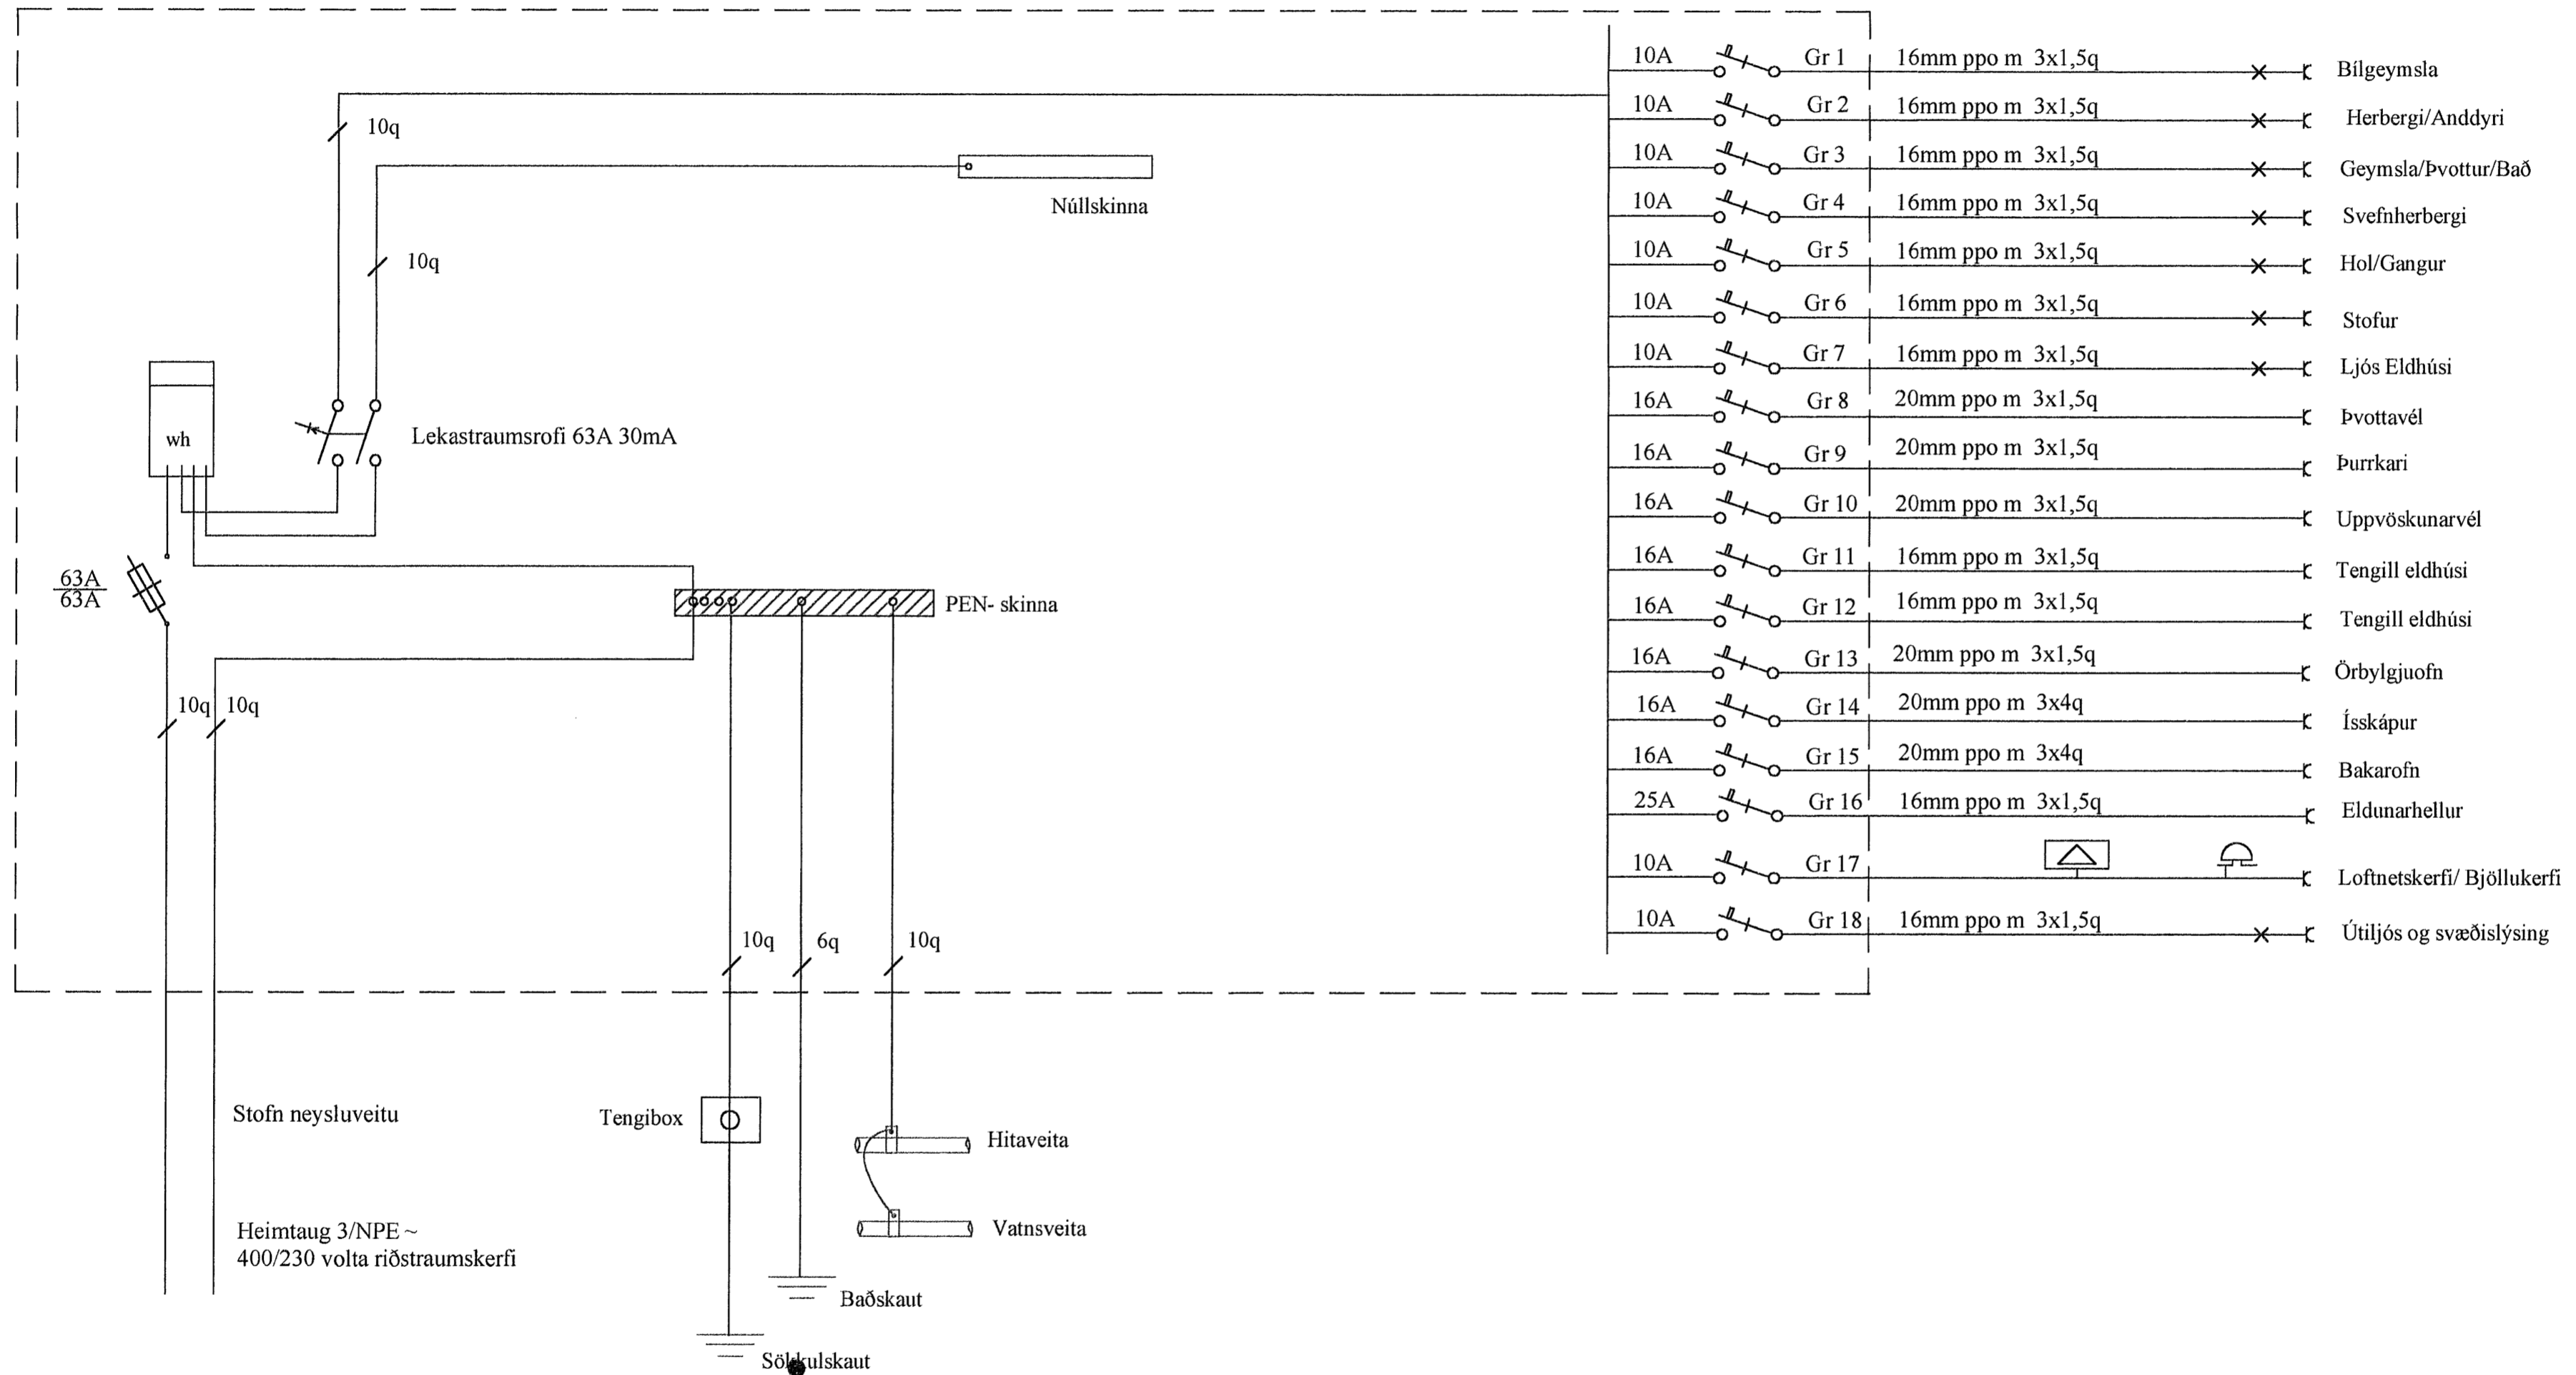 10A Gr 1 16mm ppo m 3x1,5q Bílgeymsla
10A Gr 2 16mm ppo m 3x1,5q Herbergi/Anddyri
10A Gr 3 16mm ppo m 3x1,5q Geymsla/Þvottur/Bað
10A Gr 4 16mm ppo m 3x1,5q Svefnherbergi
10A Gr 5 16mm ppo m 3x1,5q Hol/Gangur
10A Gr 6 16mm ppo m 3x1,5q Stofur
10A Gr 7 16mm ppo m 3x1,5q Ljós Eldhúsi
16A Gr 8 20mm ppo m 3x1,5q Þvottavél
16A Gr 9 20mm ppo m 3x1,5q Þurrkari
16A Gr 10 20mm ppo m 3x1,5q Uppvöskunarvél
16A Gr 11 16mm ppo m 3x1,5q Tengill eldhúsi
16A Gr 12 16mm ppo m 3x1,5q Tengill eldhúsi
16A Gr 13 20mm ppo m 3x1,5q Örbylgjuofn
16A Gr 14 20mm ppo m 3x4q Ísskápur
16A Gr 15 20mm ppo m 3x4q Bakarofn
25A Gr 16 16mm ppo m 3x1,5q Eldunarhellur
10A Gr 17 Loftnetskerfi/ Bjöllukerfi
10A Gr 18 16mm ppo m 3x1,5q Útiljós og svæðislýsing
10q
Núllskinna
10q
wh
Lekastraumsrofi 63A 30mA
63A
63A
PEN- skinna
10q 10q
10q 6q 10q
Stofn neysluveitu
Tengibox
Hitaveita
Vatnsveita
Heimtaug 3/NPE ~
400/230 volta riðstraumskerfi
Baðskaut
Sökkulskaut